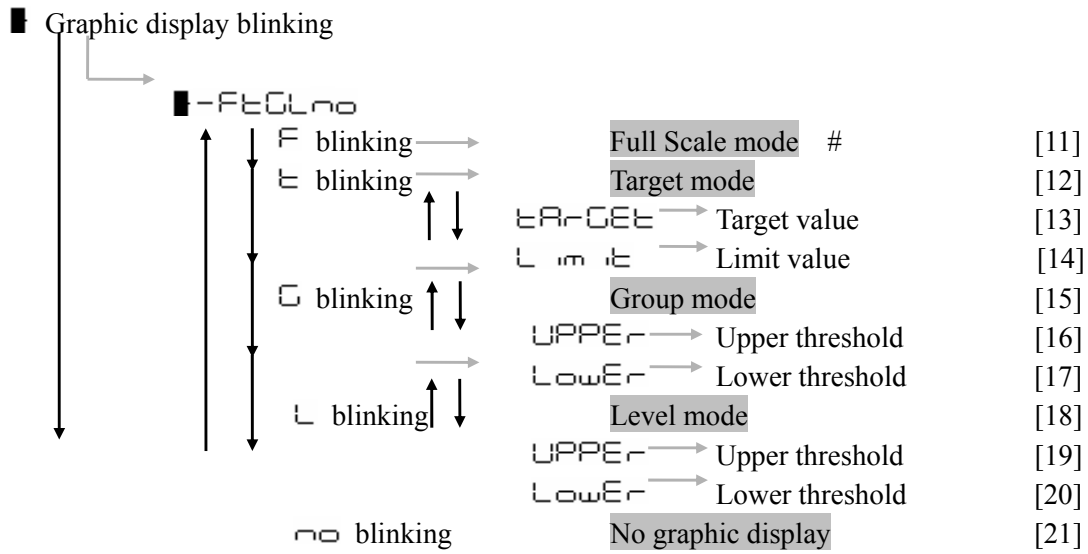 Graphic display blinking
-FtGLno
F blinking Full Scale mode # [11]
t blinking Target mode [12]
tArGEt Target value [13]
Limit Limit value [14]
G blinking Group mode [15]
UPPEr Upper threshold [16]
LowEr Lower threshold [17]
L blinking Level mode [18]
UPPEr Upper threshold [19]
LowEr Lower threshold [20]
no blinking No graphic display [21]